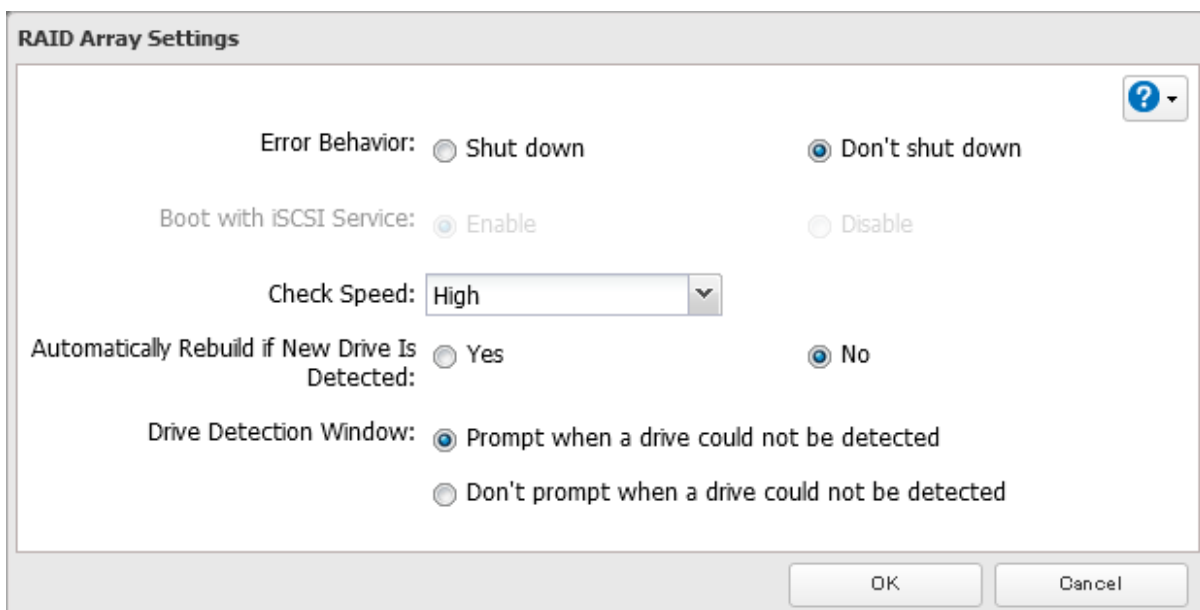 RAID Array Settings
?
Error Behavior: Shut down Don't shut down
Boot with iSCSI Service: Enable Disable
Check Speed: High
Automatically Rebuild if New Drive Is Detected: Yes No
Drive Detection Window: Prompt when a drive could not be detected
Don't prompt when a drive could not be detected
OK Cancel